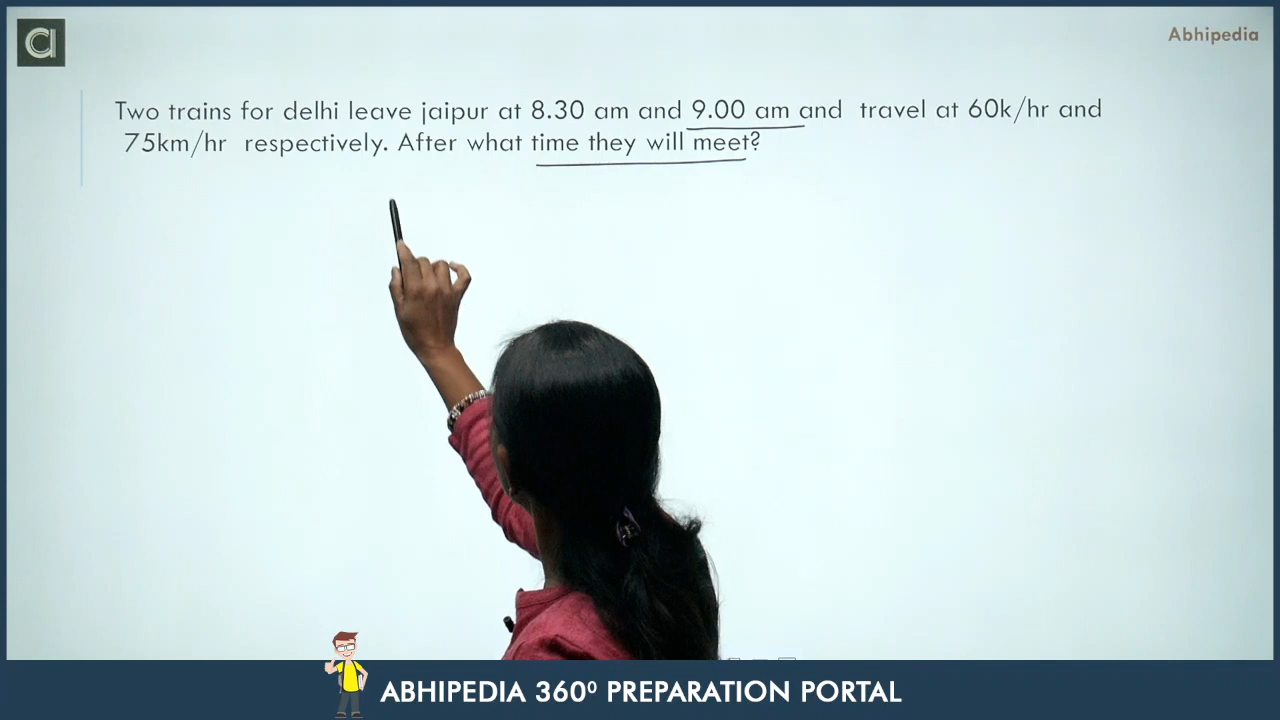 Abhipedia
Two trains for delhi leave jaipur at 8.30 am and 9.00 am and travel at 60k/hr and
75km/hr respectively. After what time they will meet?
ABHIPEDIA 360⁰ PREPARATION PORTAL